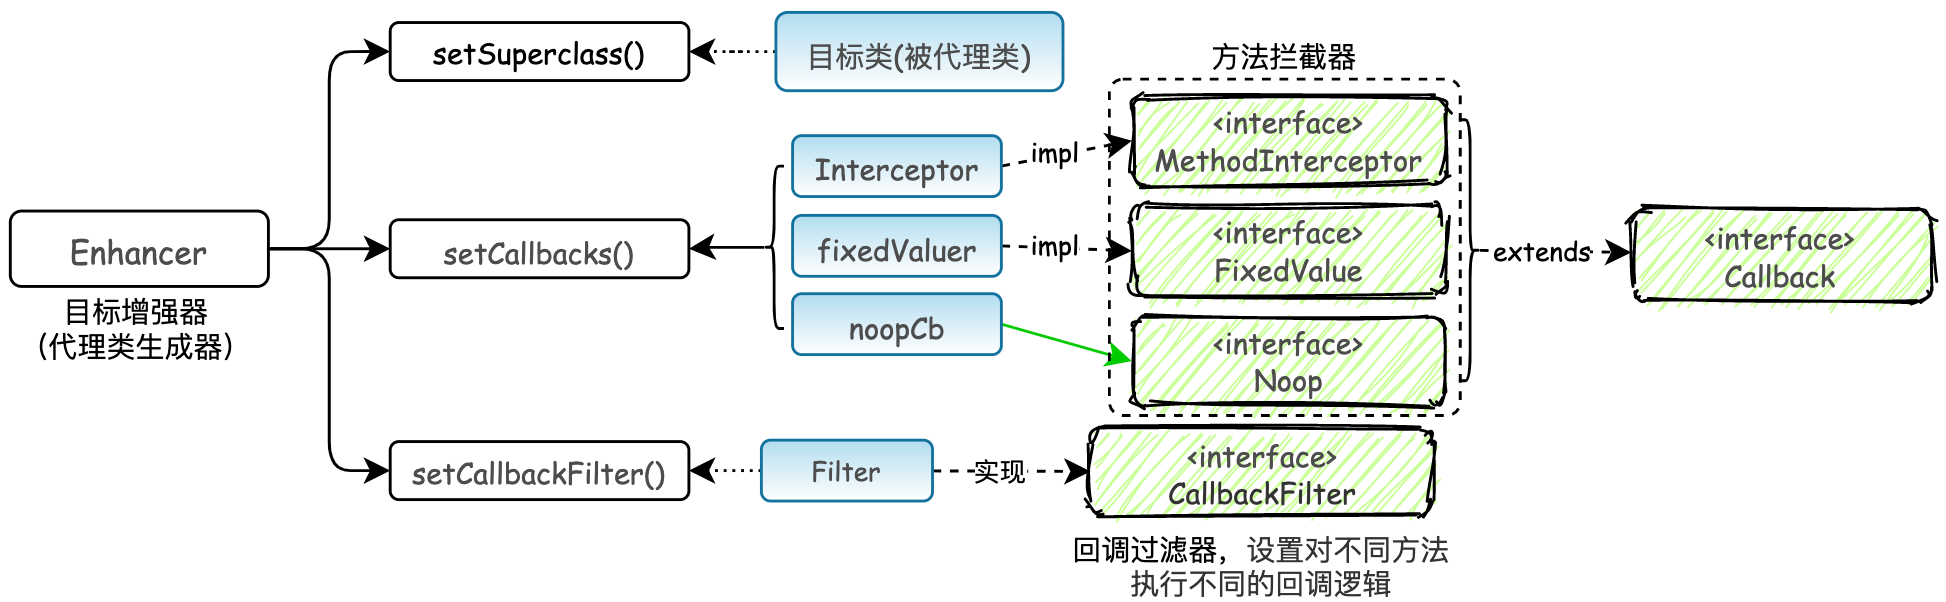 setSuperclass()
目标类(被代理类)
方法拦截器
<interface>
MethodInterceptor
Interceptor
impl
Enhancer
目标增强器
(代理类生成器)
setCallbacks()
fixedValuer
impl
<interface>
FixedValue
extends
<interface>
Callback
noopCb
<interface>
Noop
setCallbackFilter()
Filter
实现
<interface>
CallbackFilter
回调过滤器，设置对不同方法
执行不同的回调逻辑